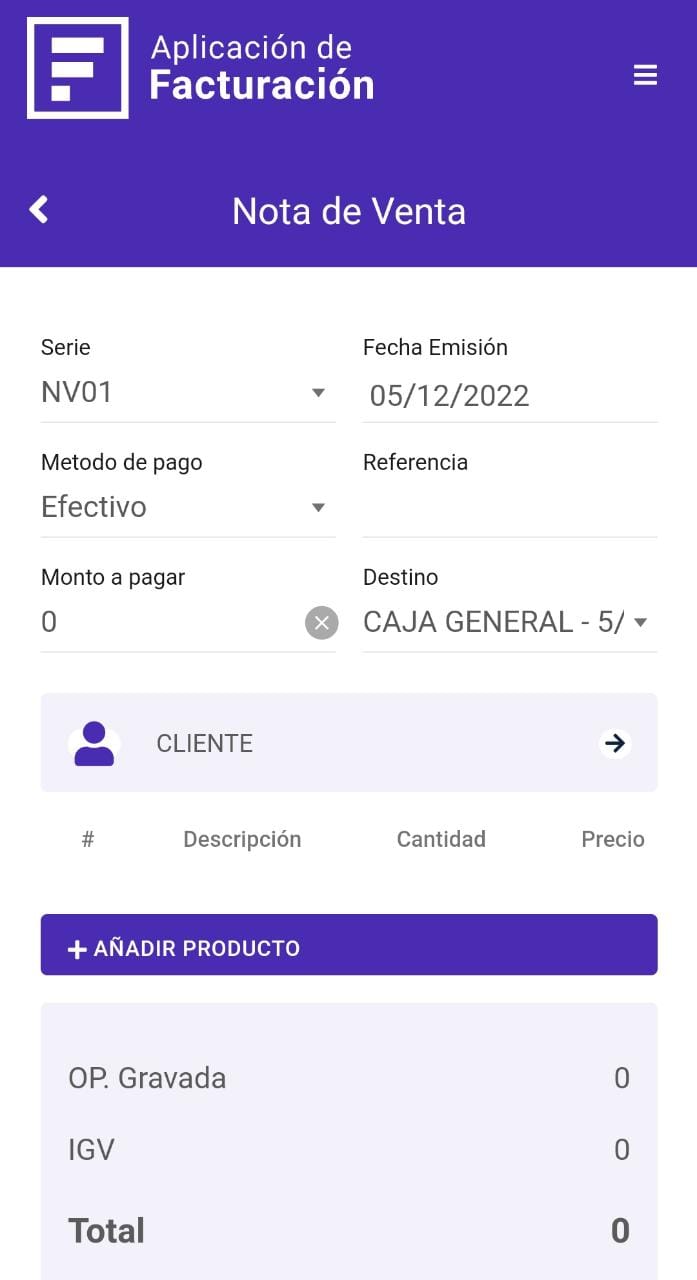 Aplicación de
Facturación
Nota de Venta
Serie Fecha Emisión
NV01 05/12/2022
Metodo de pago Referencia
Efectivo
Monto a pagar Destino
0 CAJA GENERAL - 5/
CLIENTE
# Descripción Cantidad Precio
AÑADIR PRODUCTO
OP. Gravada 0
IGV 0
Total 0